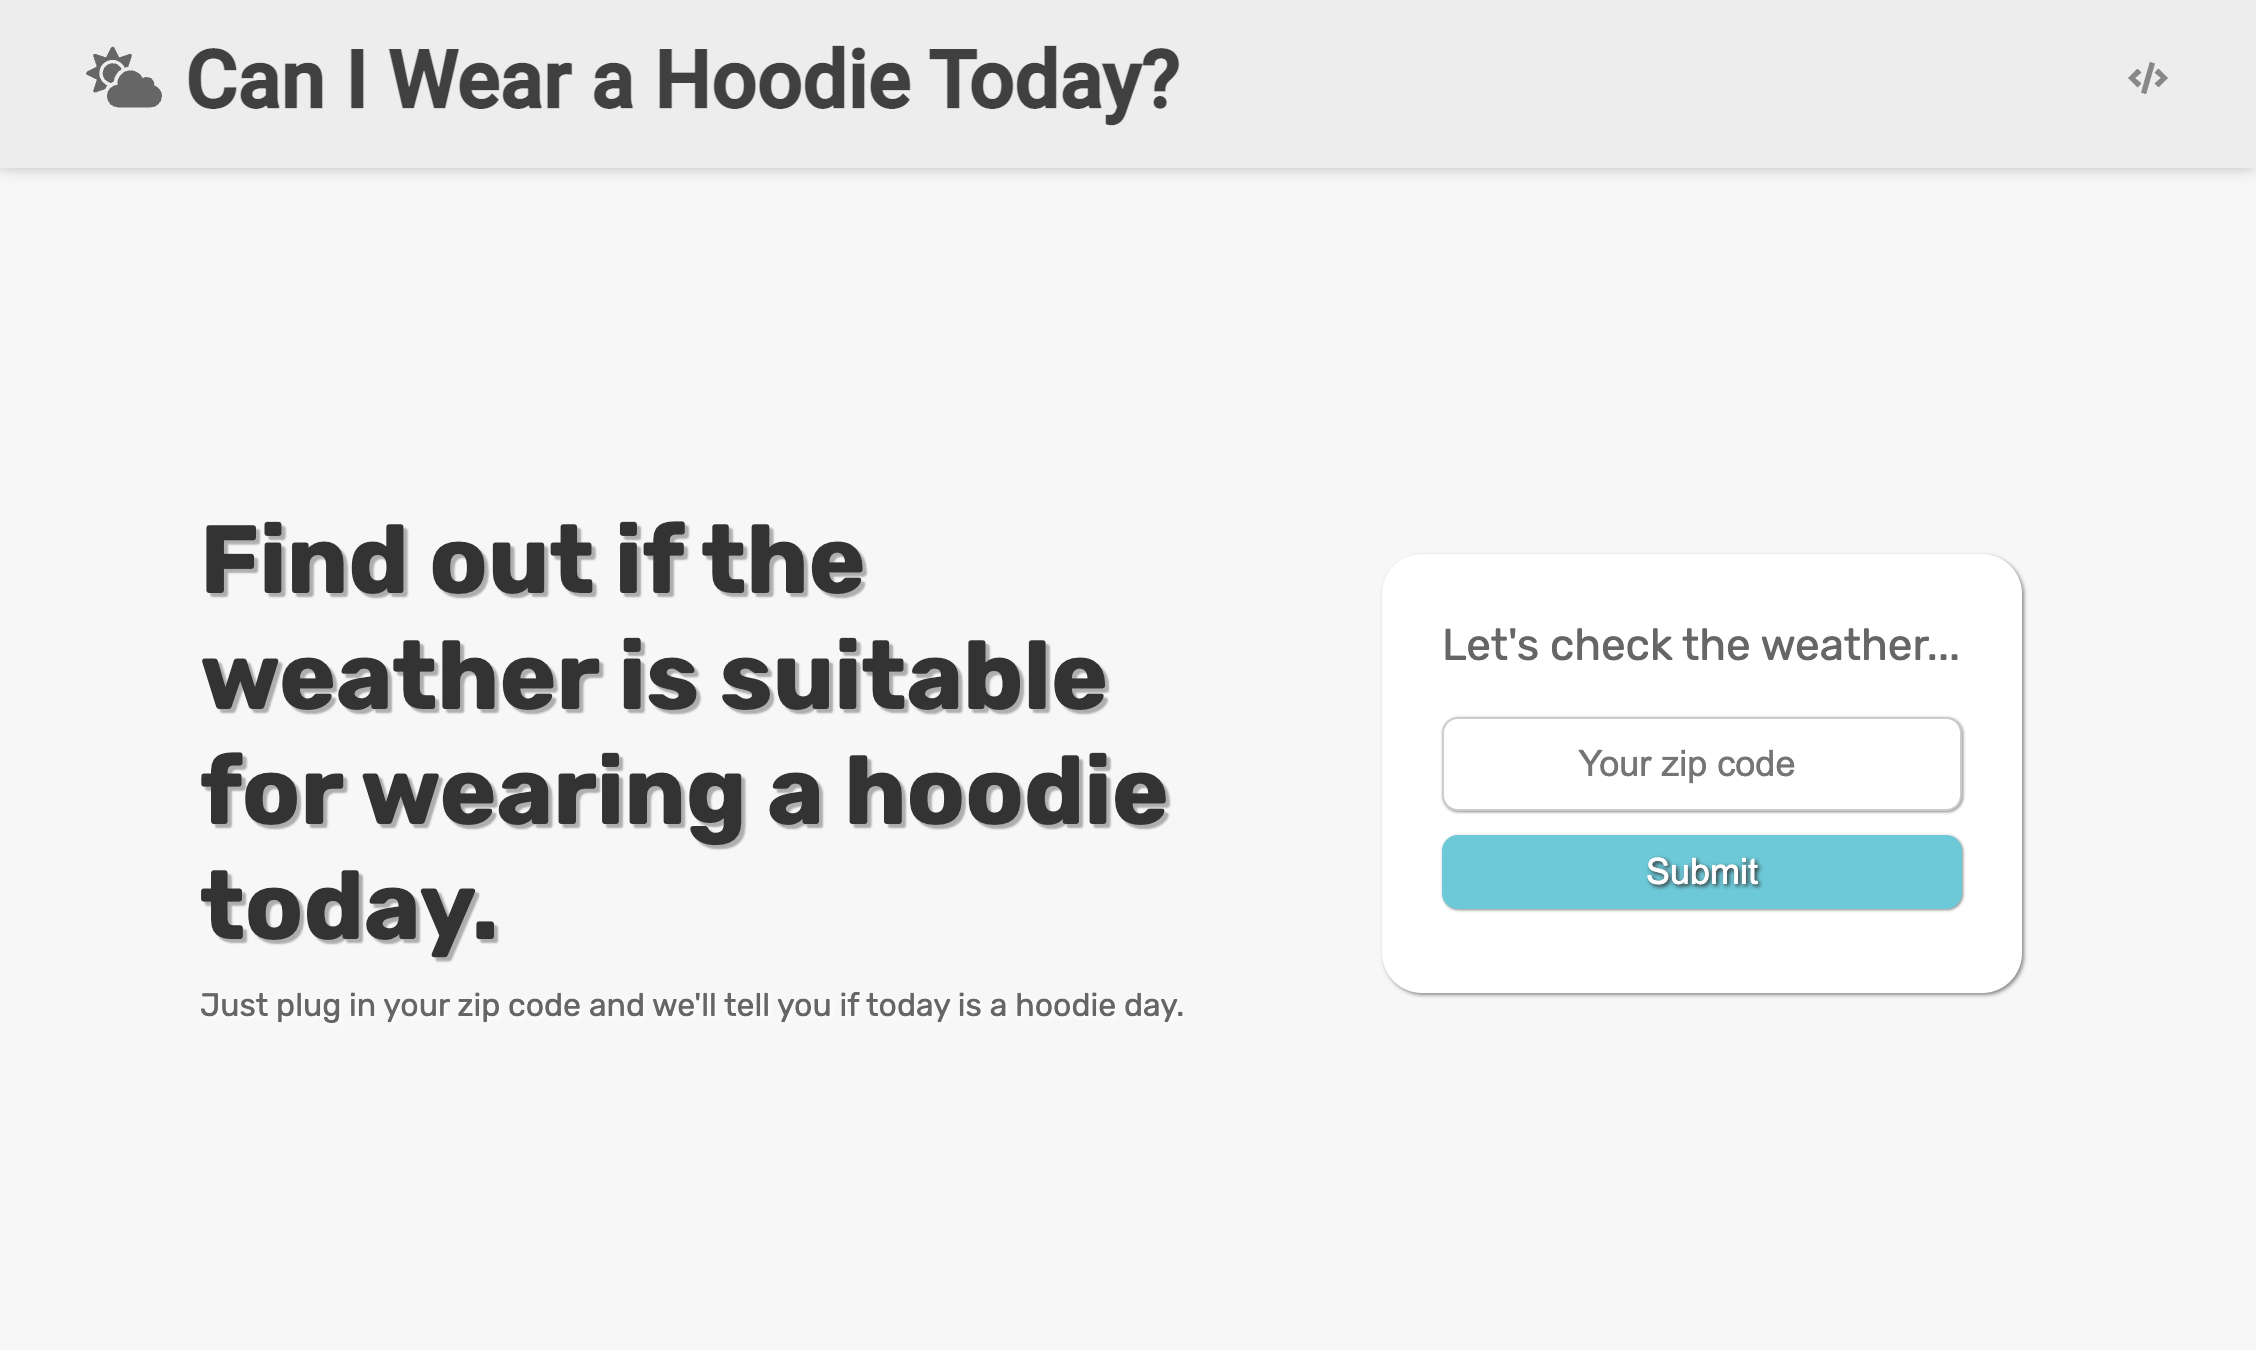 Can I Wear a Hoodie Today?
Find out if the
weather is suitable
for wearing a hoodie
today.
Just plug in your zip code and we'll tell you if today is a hoodie day.
Let's check the weather...
Your zip code
Submit